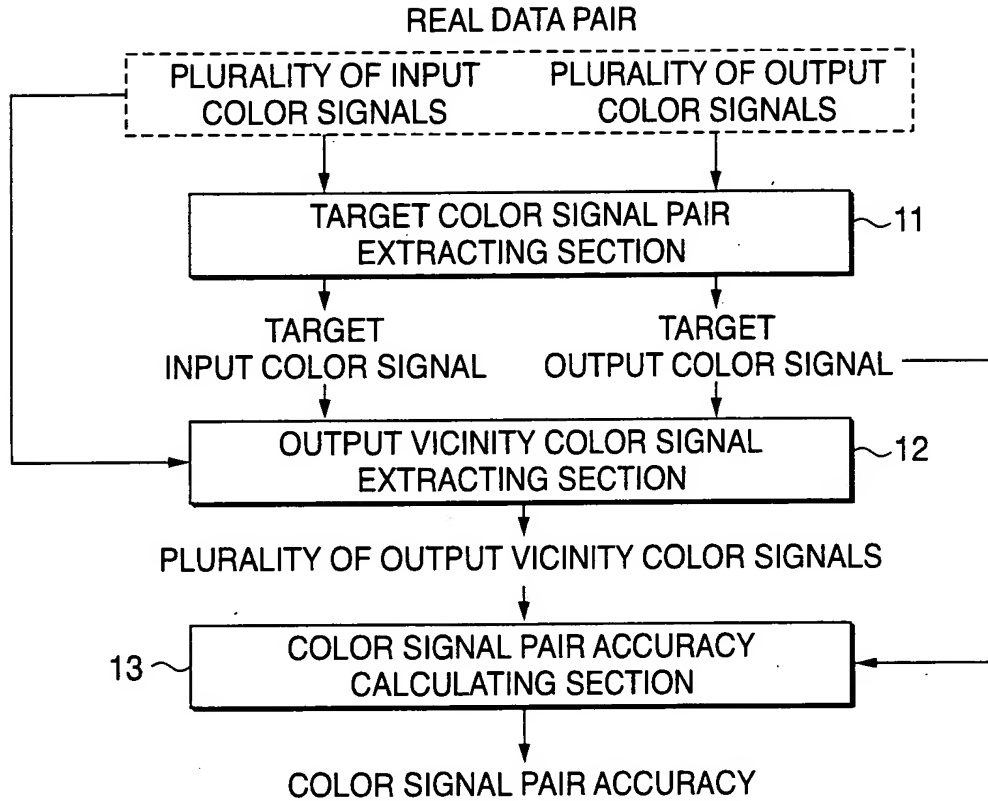 REAL DATA PAIR
PLURALITY OF INPUT
COLOR SIGNALS
PLURALITY OF OUTPUT
COLOR SIGNALS
TARGET COLOR SIGNAL PAIR
EXTRACTING SECTION
11
TARGET
INPUT COLOR SIGNAL
TARGET
OUTPUT COLOR SIGNAL
OUTPUT VICINITY COLOR SIGNAL
EXTRACTING SECTION
12
PLURALITY OF OUTPUT VICINITY COLOR SIGNALS
13
COLOR SIGNAL PAIR ACCURACY
CALCULATING SECTION
COLOR SIGNAL PAIR ACCURACY